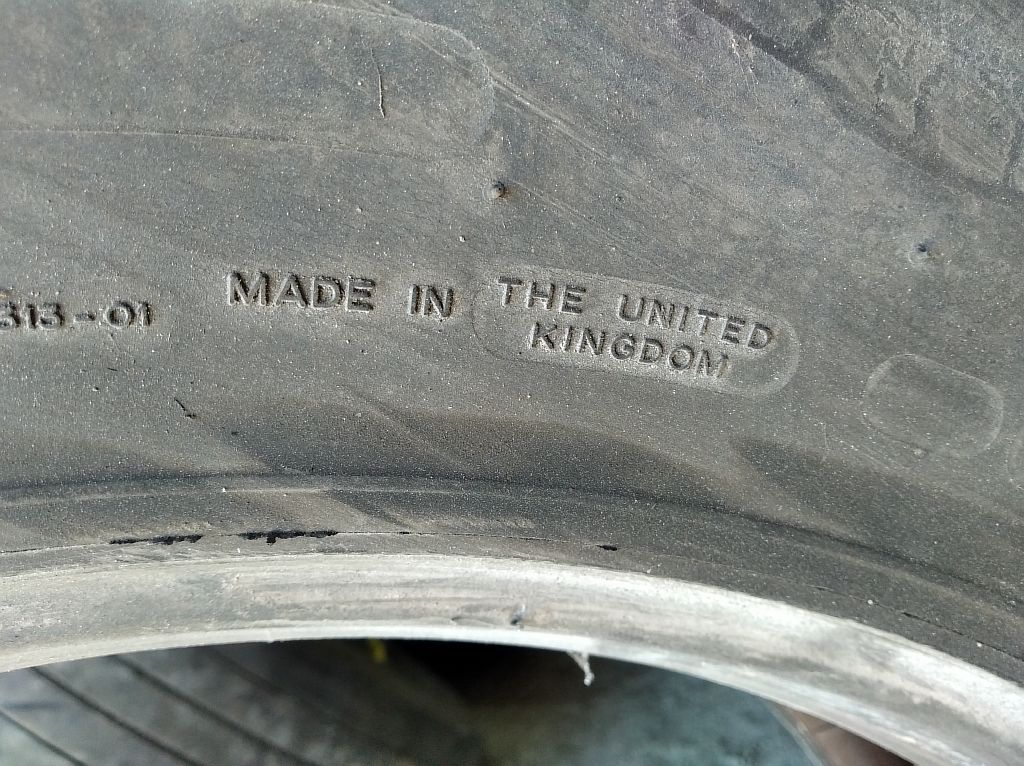 313-01
MADE IN THE UNITED
KINGDOM